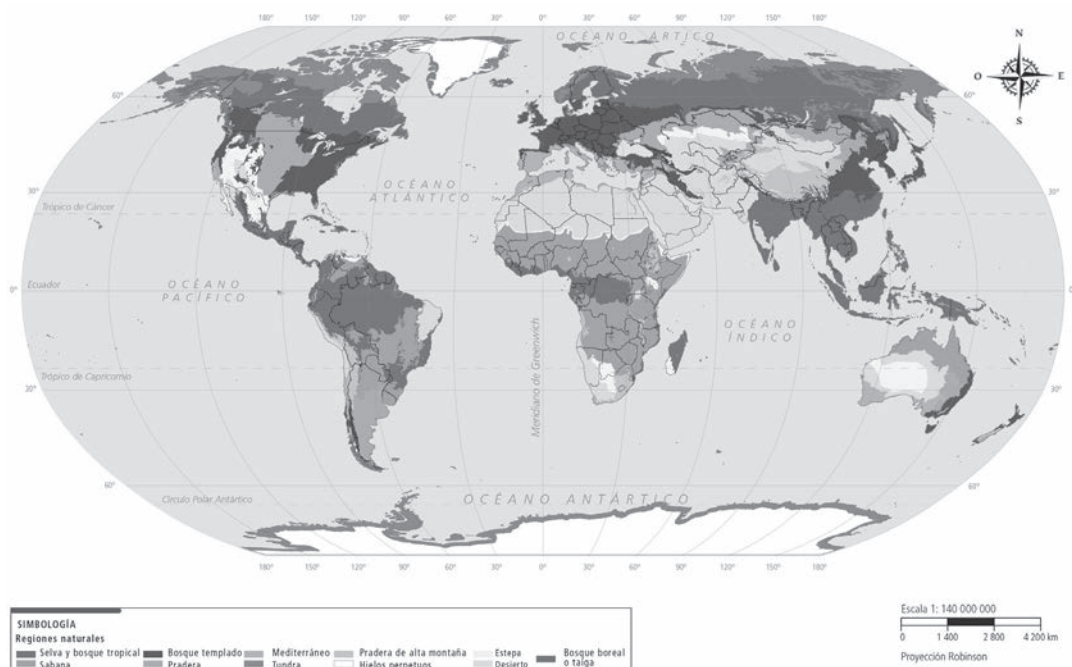 180° 150° 120° 90° 60° 30° 0° 30° 60° 90° 120° 150° 180°
OCÉANO ÁRTICO
N
O E
S
60° 60°
OCÉANO
ATLÁNTICO
30° 30°
Trópico de Cáncer
Ecuador
0° 0°
OCÉANO
PACÍFICO
OCÉANO
ÍNDICO
Meridiano de Greenwich
Trópico de Capricornio
20° 30°
60° 60°
Círculo Polar Antártico
OCÉANO ANTÁRTICO
180° 150° 120° 90° 60° 30° 0° 30° 60° 90° 120° 150° 180°
SIMBOLOGÍA
Regiones naturales
Selva y bosque tropical Bosque templado Mediterráneo Pradera de alta montaña Estepa Bosque boreal
o taiga
Sabana Pradera Tundra Hielos perpetuos Desierto
Escala 1: 140 000 000
0 1 400 2 800 4 200 km
Proyección Robinson